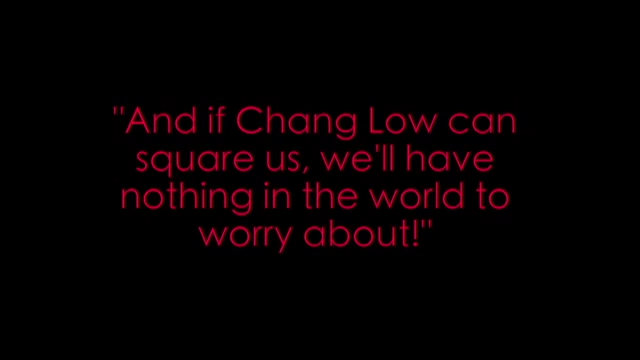 "And if Chang Low can
square us, we'll have
nothing in the world to
worry about!"